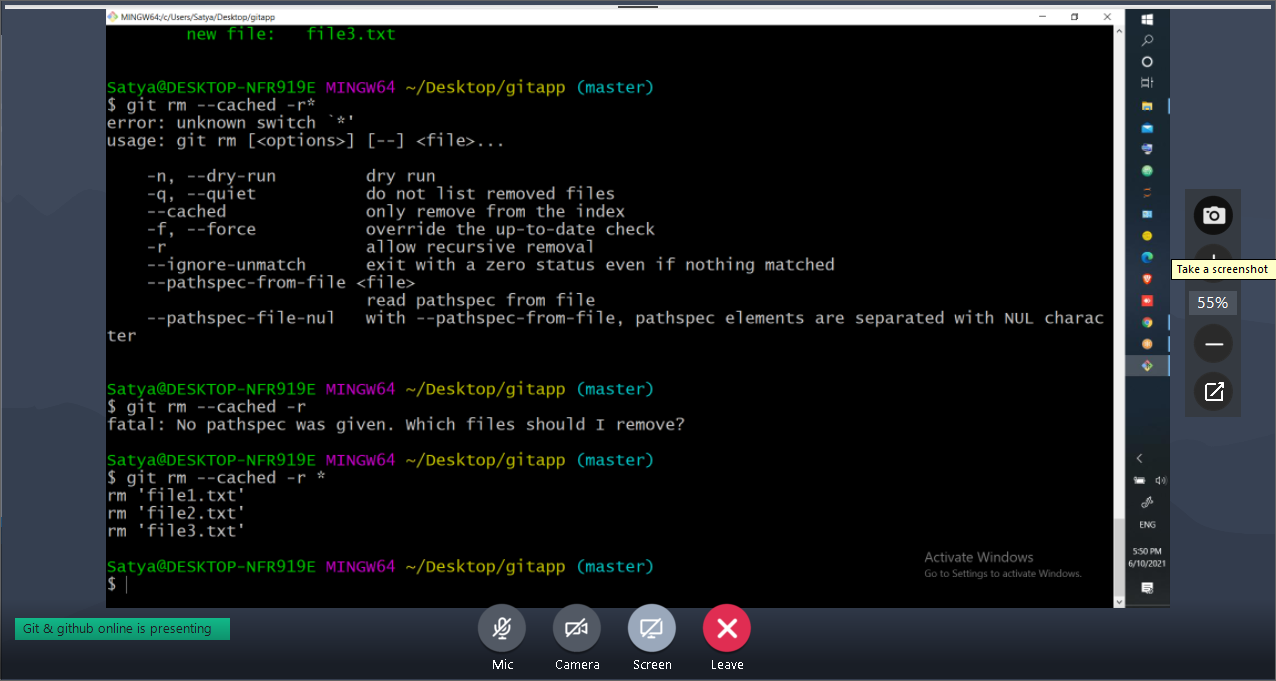 MINGW64:/c/Users/Satya/Desktop/gitapp
new file:   file3.txt
Satya@DESKTOP-NFR919E MINGW64 ~/Desktop/gitapp (master)
$ git rm --cached -r*
error: unknown switch `*'
usage: git rm [<options>] [--] <file>...
-n, --dry-run         dry run
-q, --quiet           do not list removed files
--cached              only remove from the index
-f, --force           override the up-to-date check
-r                    allow recursive removal
--ignore-unmatch      exit with a zero status even if nothing matched
--pathspec-from-file <file>
read pathspec from file
--pathspec-file-nul   with --pathspec-from-file, pathspec elements are separated with NUL charac
ter
Satya@DESKTOP-NFR919E MINGW64 ~/Desktop/gitapp (master)
$ git rm --cached -r
fatal: No pathspec was given. Which files should I remove?
Satya@DESKTOP-NFR919E MINGW64 ~/Desktop/gitapp (master)
$ git rm --cached -r *
rm 'file1.txt'
rm 'file2.txt'
rm 'file3.txt'
Satya@DESKTOP-NFR919E MINGW64 ~/Desktop/gitapp (master)
$
Activate Windows
Go to Settings to activate Windows.
ENG
5:50 PM
6/10/2021
Take a screenshot
55%
Git & github online is presenting
Mic
Camera
Screen
Leave